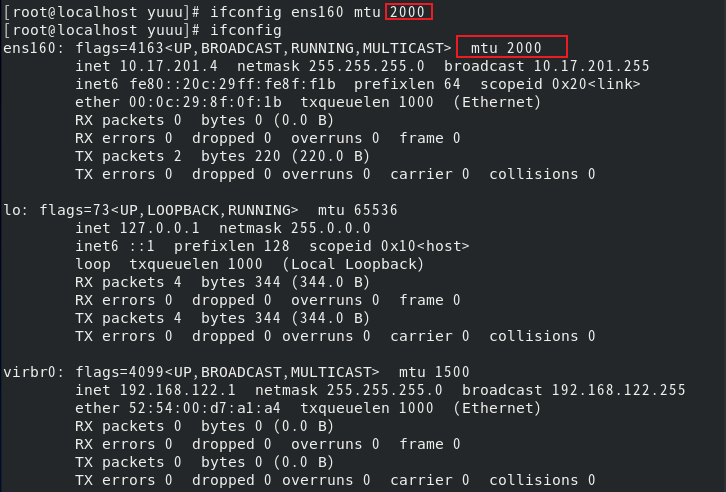 [root@localhost yuuu]# ifconfig ens160 mtu 2000
[root@localhost yuuu]# ifconfig
ens160: flags=4163<UP,BROADCAST,RUNNING,MULTICAST>  mtu 2000
        inet 10.17.201.4  netmask 255.255.255.0  broadcast 10.17.201.255
        inet6 fe80::20c:29ff:fe8f:f1b  prefixlen 64  scopeid 0x20<link>
        ether 00:0c:29:8f:0f:1b  txqueuelen 1000  (Ethernet)
        RX packets 0  bytes 0 (0.0 B)
        RX errors 0  dropped 0  overruns 0  frame 0
        TX packets 2  bytes 220 (220.0 B)
        TX errors 0  dropped 0 overruns 0  carrier 0  collisions 0

lo: flags=73<UP,LOOPBACK,RUNNING>  mtu 65536
        inet 127.0.0.1  netmask 255.0.0.0
        inet6 ::1  prefixlen 128  scopeid 0x10<host>
        loop  txqueuelen 1000  (Local Loopback)
        RX packets 4  bytes 344 (344.0 B)
        RX errors 0  dropped 0  overruns 0  frame 0
        TX packets 4  bytes 344 (344.0 B)
        TX errors 0  dropped 0 overruns 0  carrier 0  collisions 0

virbr0: flags=4099<UP,BROADCAST,MULTICAST>  mtu 1500
        inet 192.168.122.1  netmask 255.255.255.0  broadcast 192.168.122.255
        ether 52:54:00:d7:a1:a4  txqueuelen 1000  (Ethernet)
        RX packets 0  bytes 0 (0.0 B)
        RX errors 0  dropped 0  overruns 0  frame 0
        TX packets 0  bytes 0 (0.0 B)
        TX errors 0  dropped 0 overruns 0  carrier 0  collisions 0